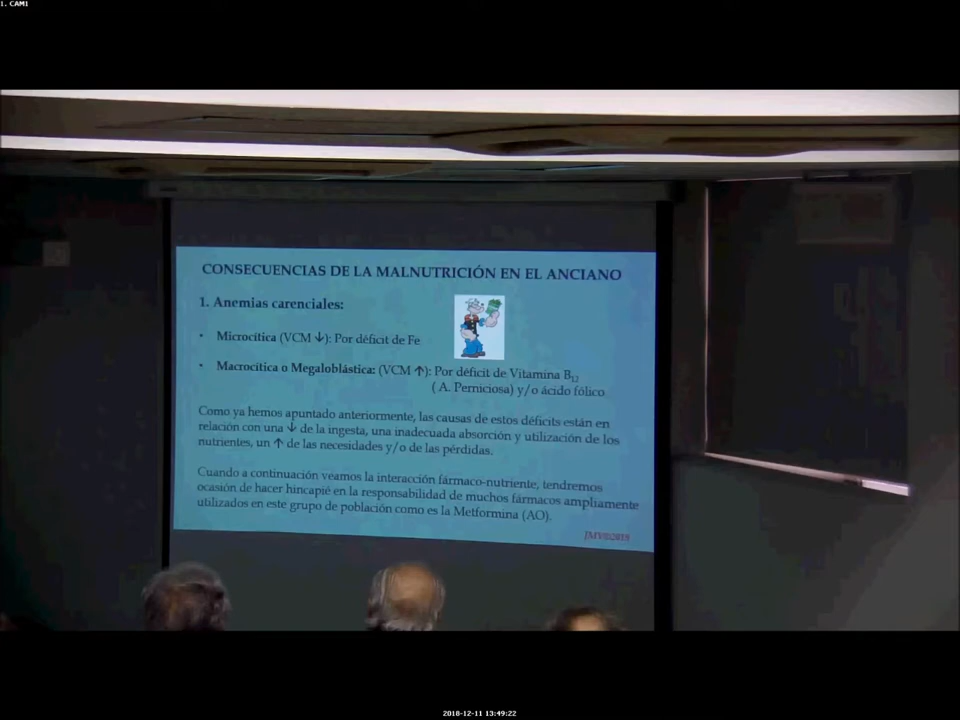 1. CAM1
CONSECUENCIAS DE LA MALNUTRICIÓN EN EL ANCIANO
1. Anemias carenciales:
• Microcítica (VCM ↓): Por déficit de Fe
• Macrocítica o Megaloblástica: (VCM ↑): Por déficit de Vitamina B12
( A. Perniciosa) y/o ácido fólico
Como ya hemos apuntado anteriormente, las causas de estos déficits están en
relación con una ↓ de la ingesta, una inadecuada absorción y utilización de los
nutrientes, un ↑ de las necesidades y/o de las pérdidas.
Cuando a continuación veamos la interacción fármaco-nutriente, tendremos
ocasión de hacer hincapié en la responsabilidad de muchos fármacos ampliamente
utilizados en este grupo de población como es la Metformina (AO).
2018-12-11 13:49:22